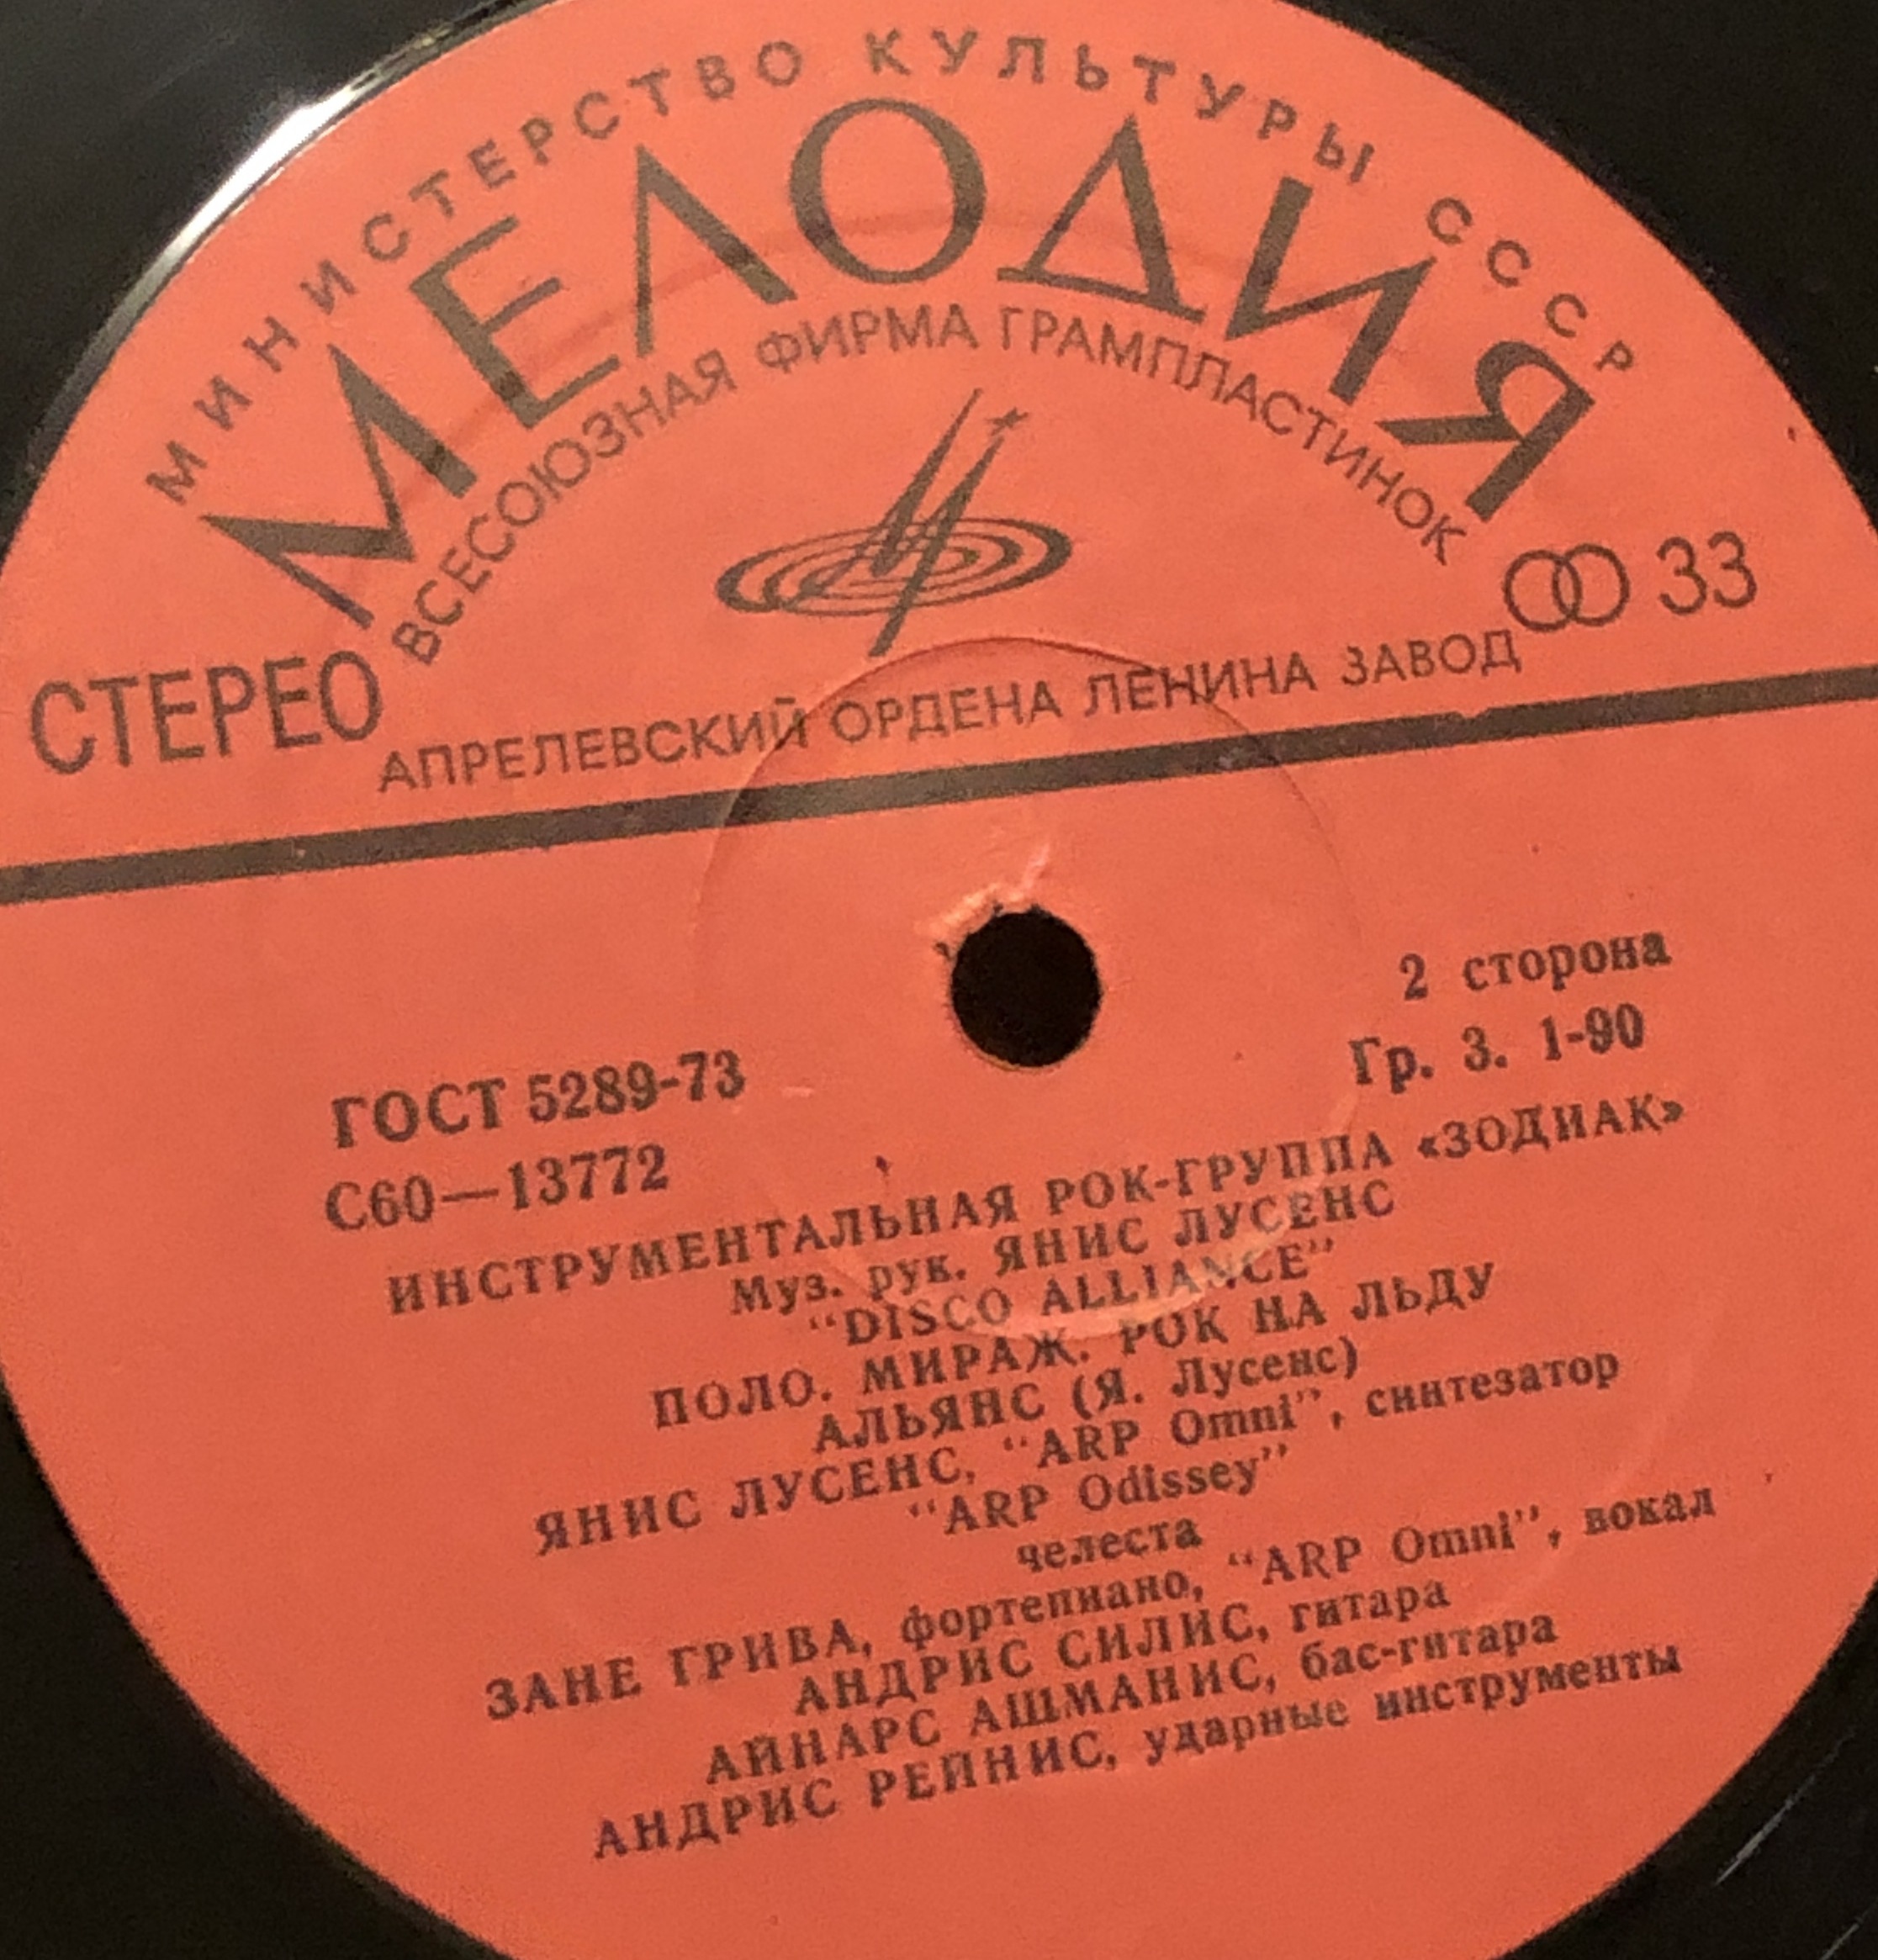 МИНИСТЕРСТВО КУЛЬТУРЫ СССР
МЕЛОДИЯ
ВСЕСОЮЗНАЯ ФИРМА ГРАМПЛАСТИНОК
СТЕРЕО
33
АПРЕЛЕВСКИЙ ОРДЕНА ЛЕНИНА ЗАВОД
2 сторона
ГОСТ 5289-73
Гр. 3. 1-90
С60—13772
ИНСТРУМЕНТАЛЬНАЯ РОК-ГРУППА «ЗОДИАК»
Муз. рук. ЯНИС ЛУСЕНС
“DISCO ALLIANCE”
ПОЛО. МИРАЖ. РОК НА ЛЬДУ
АЛЬЯНС (Я. Лусенс)
ЯНИС ЛУСЕНС, “ARP Omni”, синтезатор
“ARP Odissey”
челеста
ЗАНЕ ГРИВА, фортепиано, “ARP Omni”, вокал
АНДРИС СИЛИС, гитара
АЙНАРС АШМАНИС, бас-гитара
АНДРИС РЕЙНИС, ударные инструменты